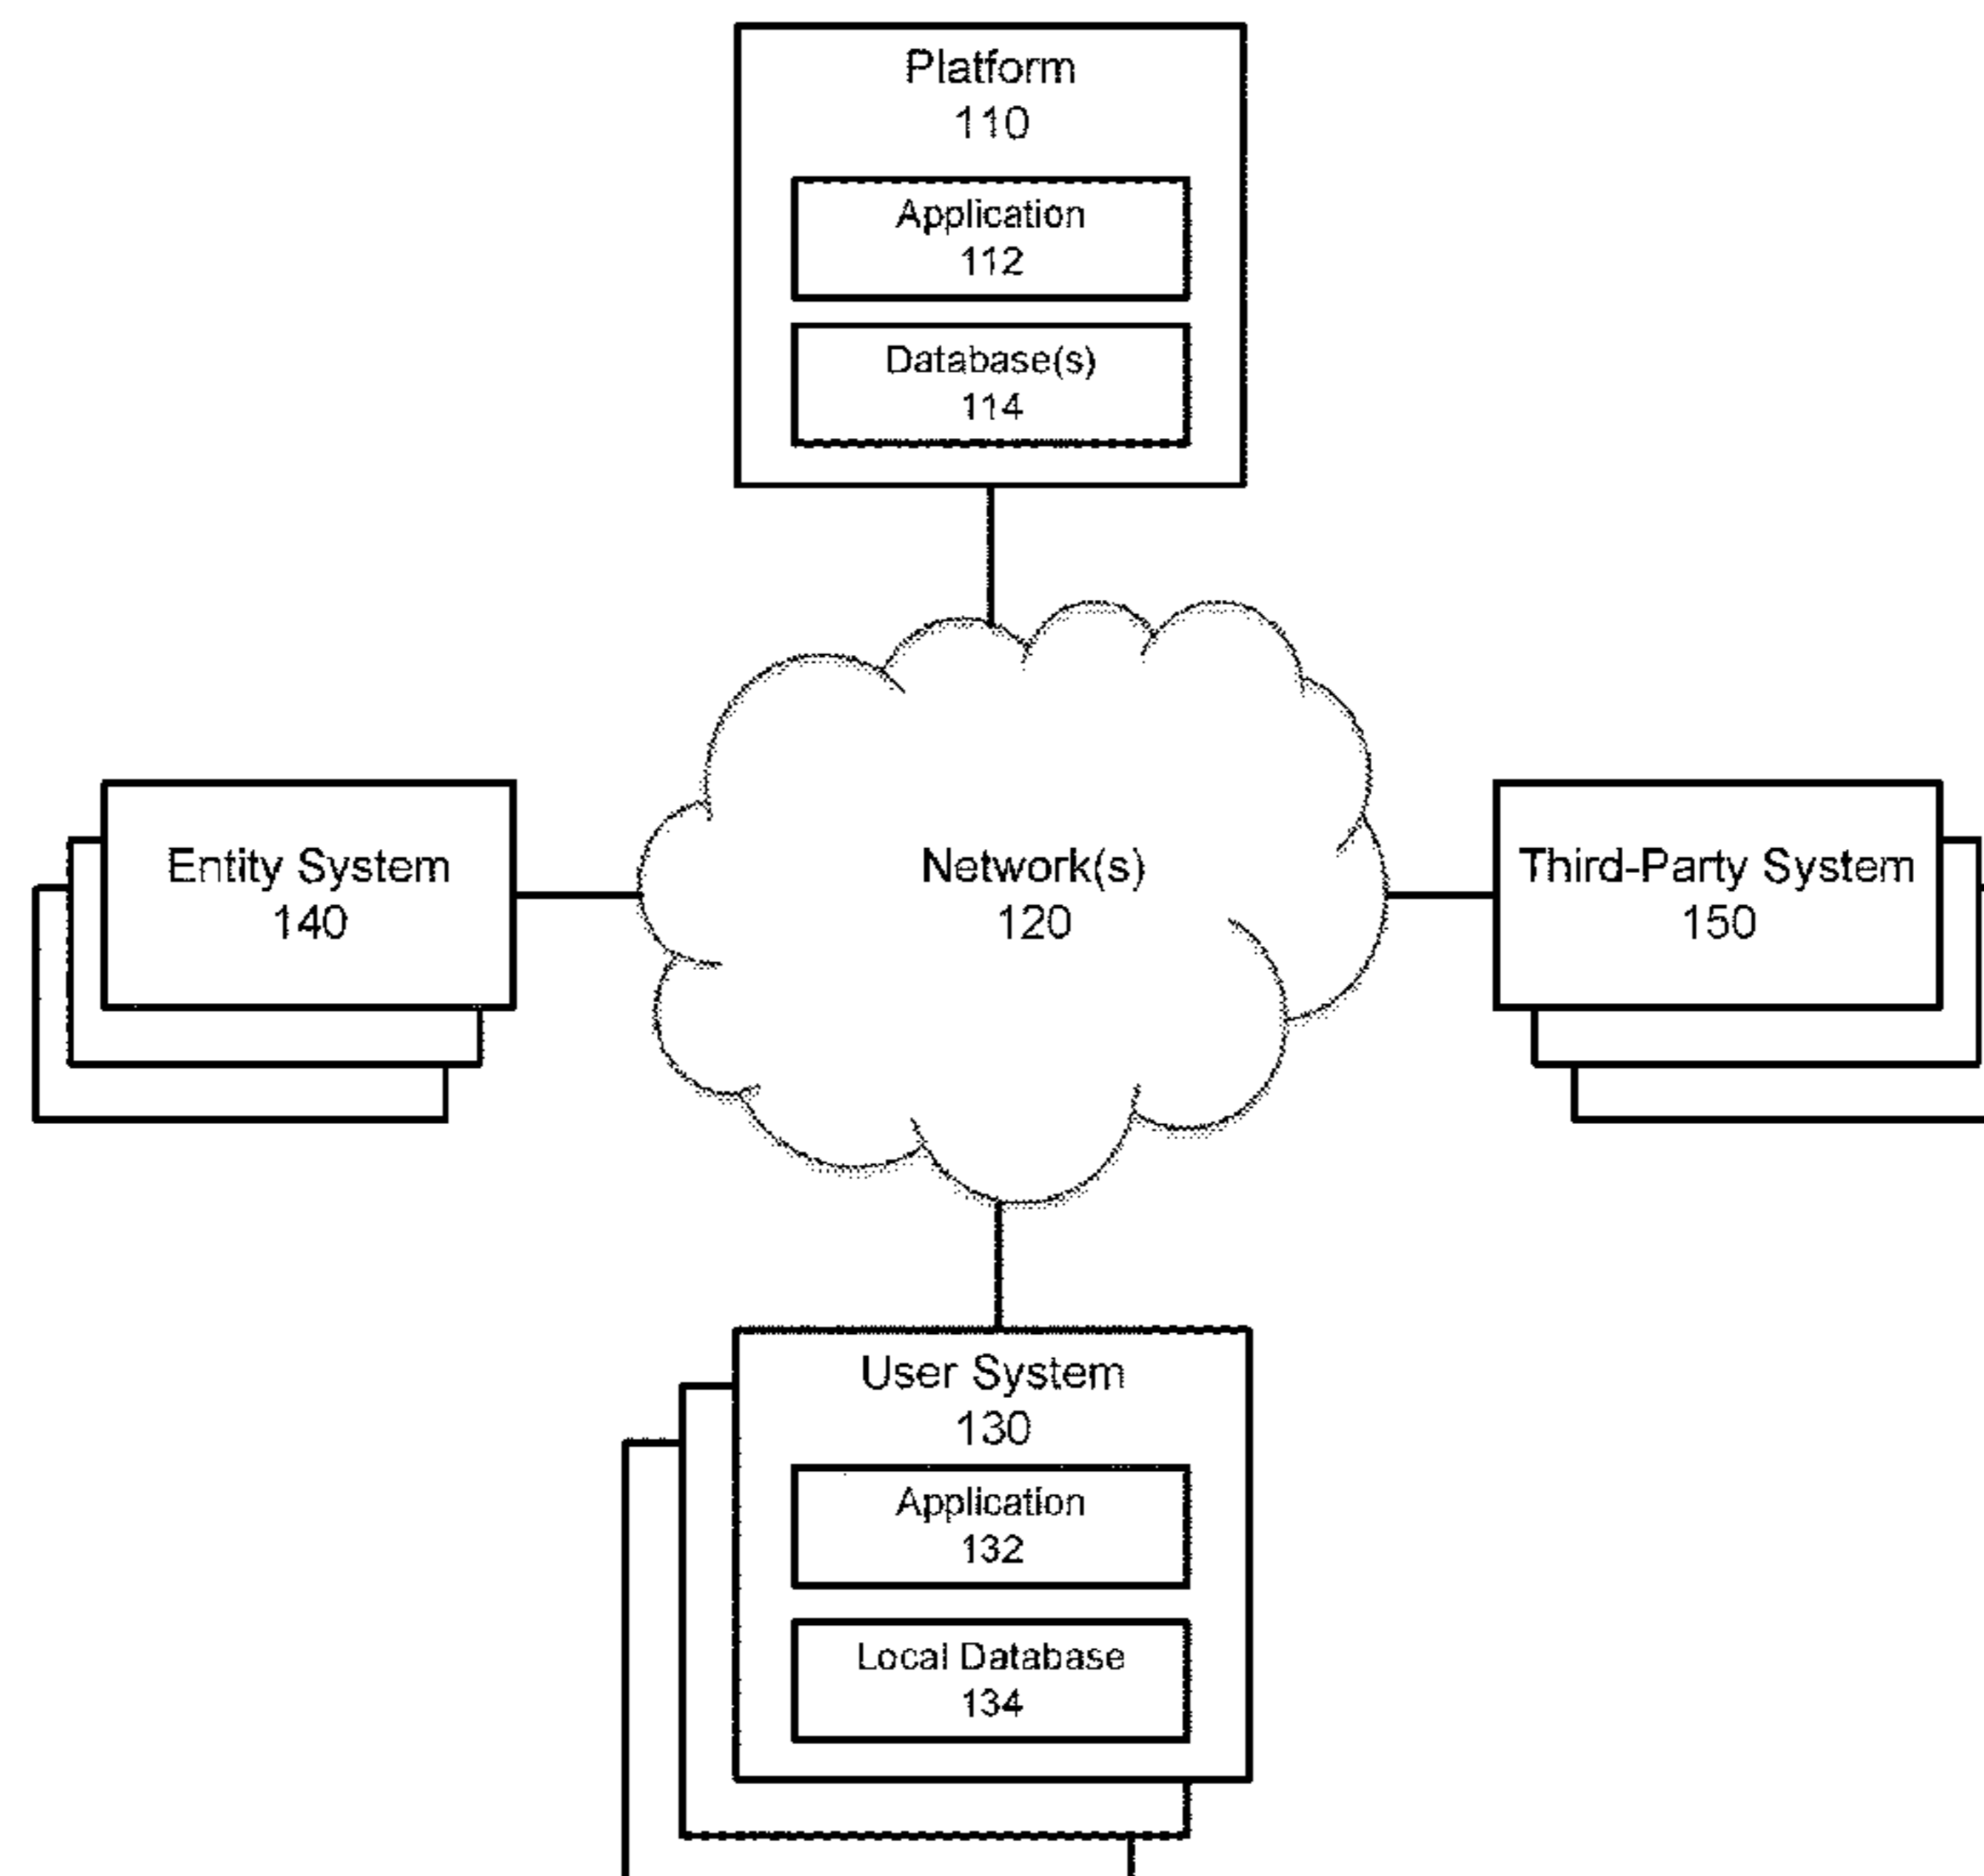 Platform
110
Application
112
Database(s)
114
Entity System
140
Network(s)
120
Third-Party System
150
User System
130
Application
132
Local Database
134